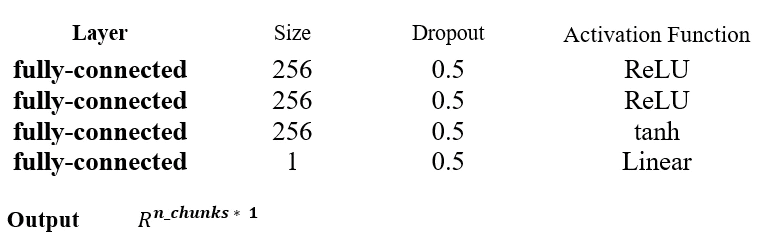 Layer Size Dropout Activation Function
fully-connected 256 0.5 ReLU
fully-connected 256 0.5 ReLU
fully-connected 256 0.5 tanh
fully-connected 1 0.5 Linear
Output R^n_chunks * 1